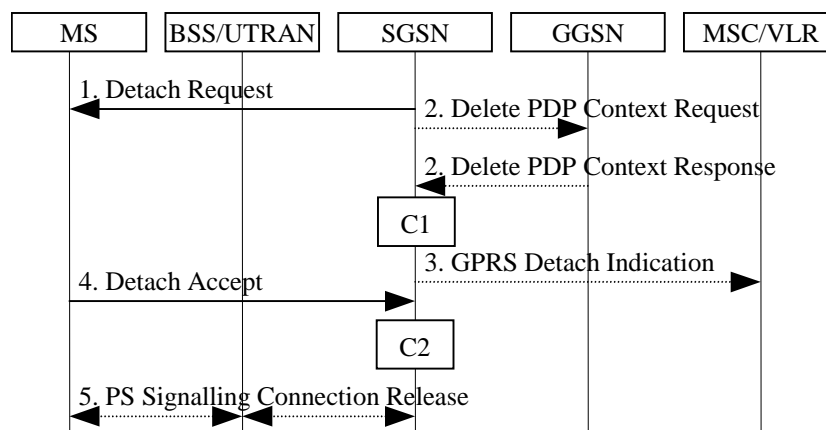 MS
BSS/UTRAN
SGSN
GGSN
MSC/VLR
1. Detach Request
2. Delete PDP Context Request
2. Delete PDP Context Response
C1
3. GPRS Detach Indication
4. Detach Accept
C2
5. PS Signalling Connection Release